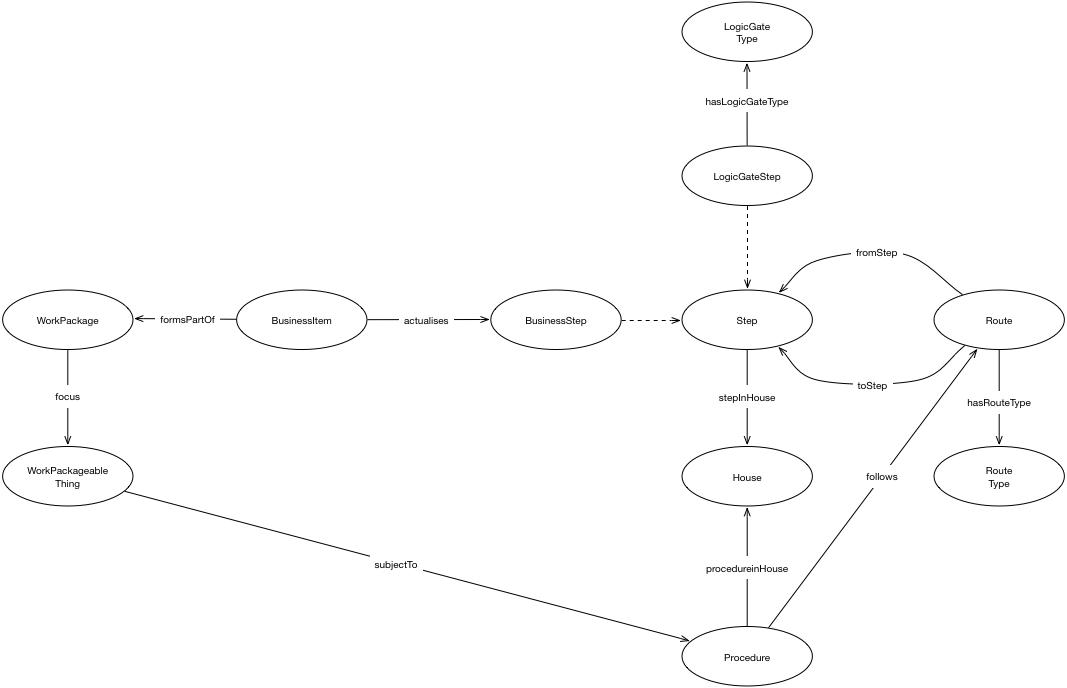 LogicGate
Type
hasLogicGateType
LogicGateStep
fromStep
WorkPackage
formsPartOf
BusinessItem
actualises
BusinessStep
Step
Route
toStep
focus
stepInHouse
hasRouteType
WorkPackageable
Thing
House
follows
Route
Type
subjectTo
procedureinHouse
Procedure